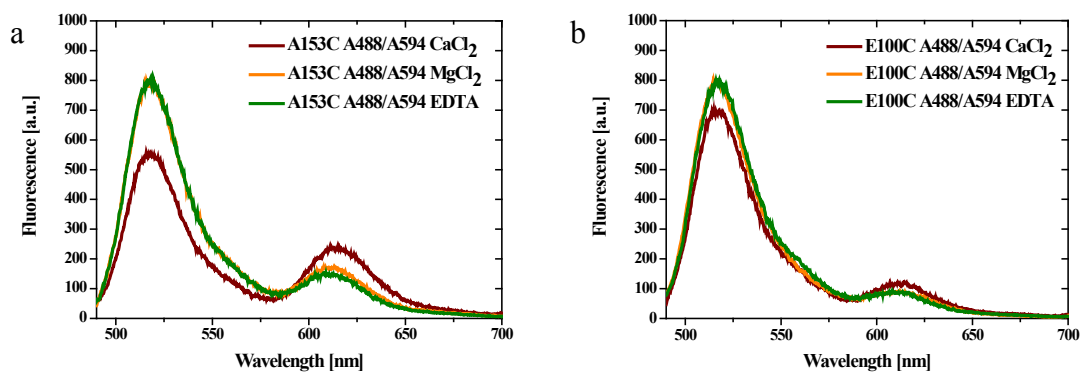 a
A153C A488/A594 CaCl2
A153C A488/A594 MgCl2
A153C A488/A594 EDTA
1000
900
800
700
600
500
400
300
200
100
0
Fluorescence [a.u.]
500 550 600 650 700
Wavelength [nm]
b
E100C A488/A594 CaCl2
E100C A488/A594 MgCl2
E100C A488/A594 EDTA
1000
900
800
700
600
500
400
300
200
100
0
Fluorescence [a.u.]
500 550 600 650 700
Wavelength [nm]